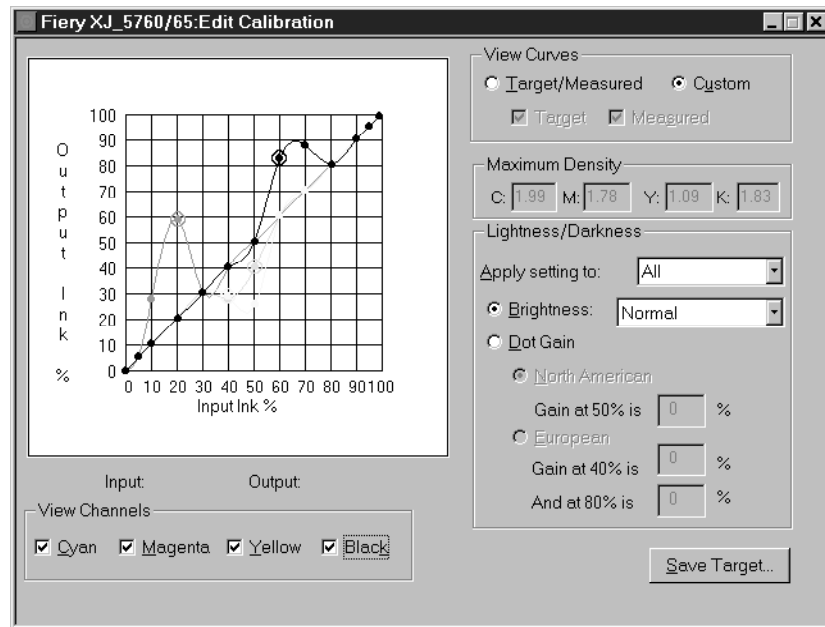 Fiery XJ_5760/65:Edit Calibration
Output Ink %
100
90
80
70
60
50
40
30
20
10
0
0 10 20 30 40 50 60 70 80 90 100
Input Ink %
Input: Output:
View Channels
Cyan Magenta Yellow Black
View Curves
Target/Measured Custom
Target Measured
Maximum Density
C: 1.99 M: 1.78 Y: 1.09 K: 1.83
Lightness/Darkness
Apply setting to: All
Brightness: Normal
Dot Gain
North American
Gain at 50% is 0 %
European
Gain at 40% is 0 %
And at 80% is 0 %
Save Target...